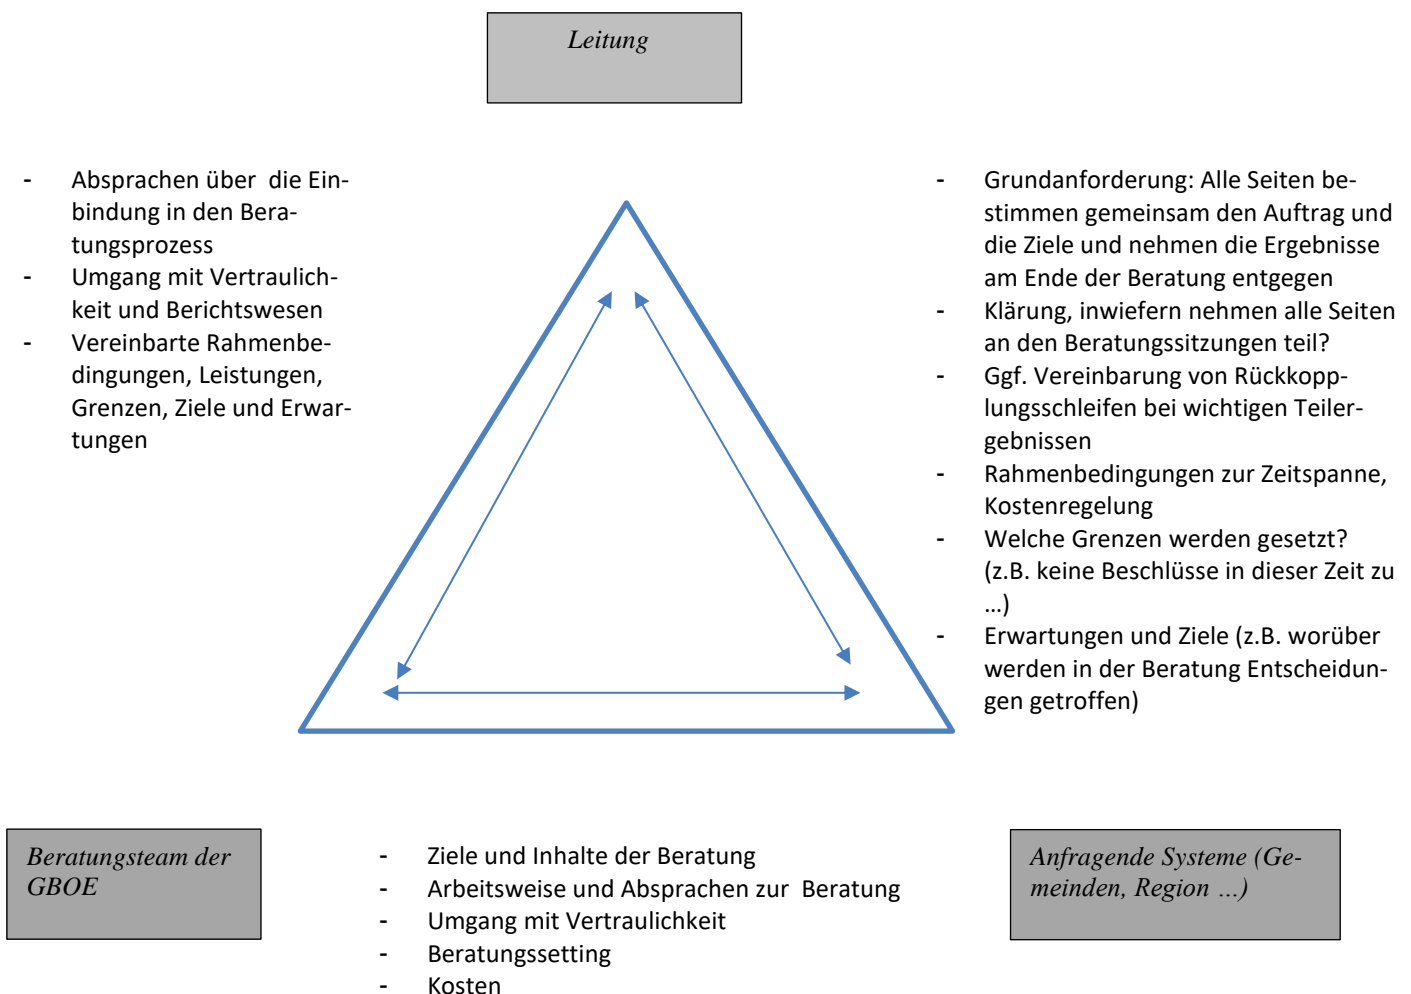 Leitung
- Absprachen über  die Ein-
bindung in den Bera-
tungsprozess
- Umgang mit Vertraulich-
keit und Berichtswesen
- Vereinbarte Rahmenbe-
dingungen, Leistungen,
Grenzen, Ziele und Erwar-
tungen
- Grundanforderung: Alle Seiten be-
stimmen gemeinsam den Auftrag und
die Ziele und nehmen die Ergebnisse
am Ende der Beratung entgegen
- Klärung, inwiefern nehmen alle Seiten
an den Beratungssitzungen teil?
- Ggf. Vereinbarung von Rückkopp-
lungsschleifen bei wichtigen Teiler-
gebnissen
- Rahmenbedingungen zur Zeitspanne,
Kostenregelung
- Welche Grenzen werden gesetzt?
(z.B. keine Beschlüsse in dieser Zeit zu
…)
- Erwartungen und Ziele (z.B. worüber
werden in der Beratung Entscheidun-
gen getroffen)
Beratungsteam der
GBOE
- Ziele und Inhalte der Beratung
- Arbeitsweise und Absprachen zur  Beratung
- Umgang mit Vertraulichkeit
- Beratungssetting
- Kosten
Anfragende Systeme (Ge-
meinden, Region …)